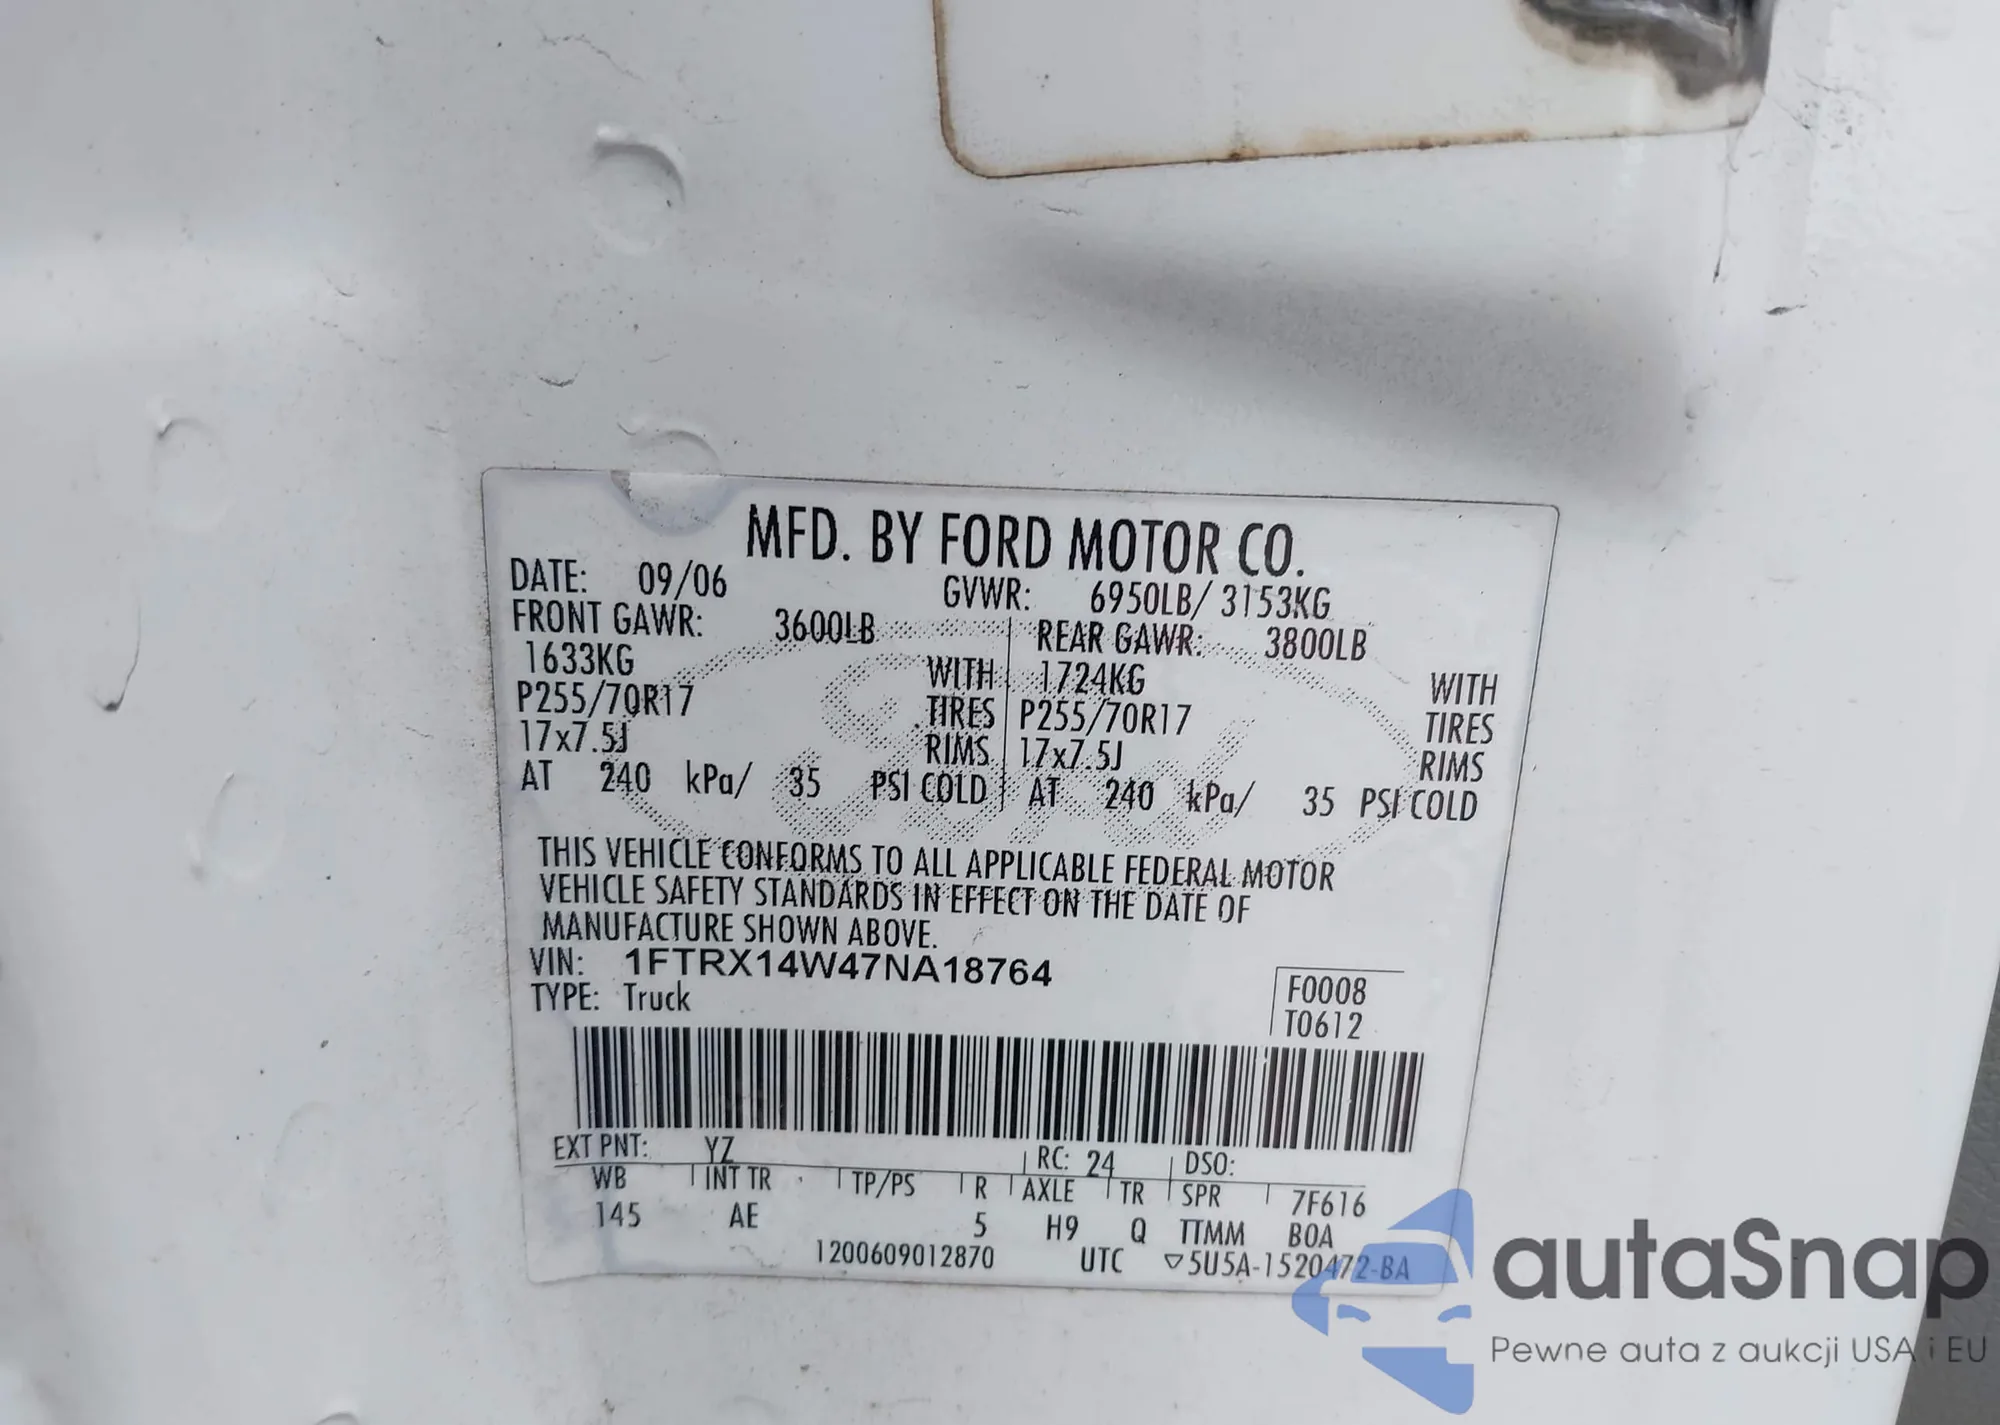 MFD. BY FORD MOTOR CO.
DATE: 09/06 GVWR: 6950LB/ 3153KG
FRONT GAWR: 3600LB REAR GAWR: 3800LB
1633KG WITH 1724KG WITH
P255/70R17 TIRES P255/70R17 TIRES
17x7.5J RIMS 17x7.5J RIMS
AT 240 kPa/ 35 PSI COLD AT 240 kPa/ 35 PSI COLD
THIS VEHICLE CONFORMS TO ALL APPLICABLE FEDERAL MOTOR
VEHICLE SAFETY STANDARDS IN EFFECT ON THE DATE OF
MANUFACTURE SHOWN ABOVE.
VIN: 1FTRX14W47NA18764
TYPE: Truck
F0008
T0612
EXT PNT: YZ RC: 24 DSO:
WB INT TR TP/PS R AXLE TR SPR 7F616
145 AE 5 H9 Q TTMM BOA
1200609012870 UTC ▽5U5A-1520472-BA
Ford
autaSnap
Pewne auta z aukcji USA i EU